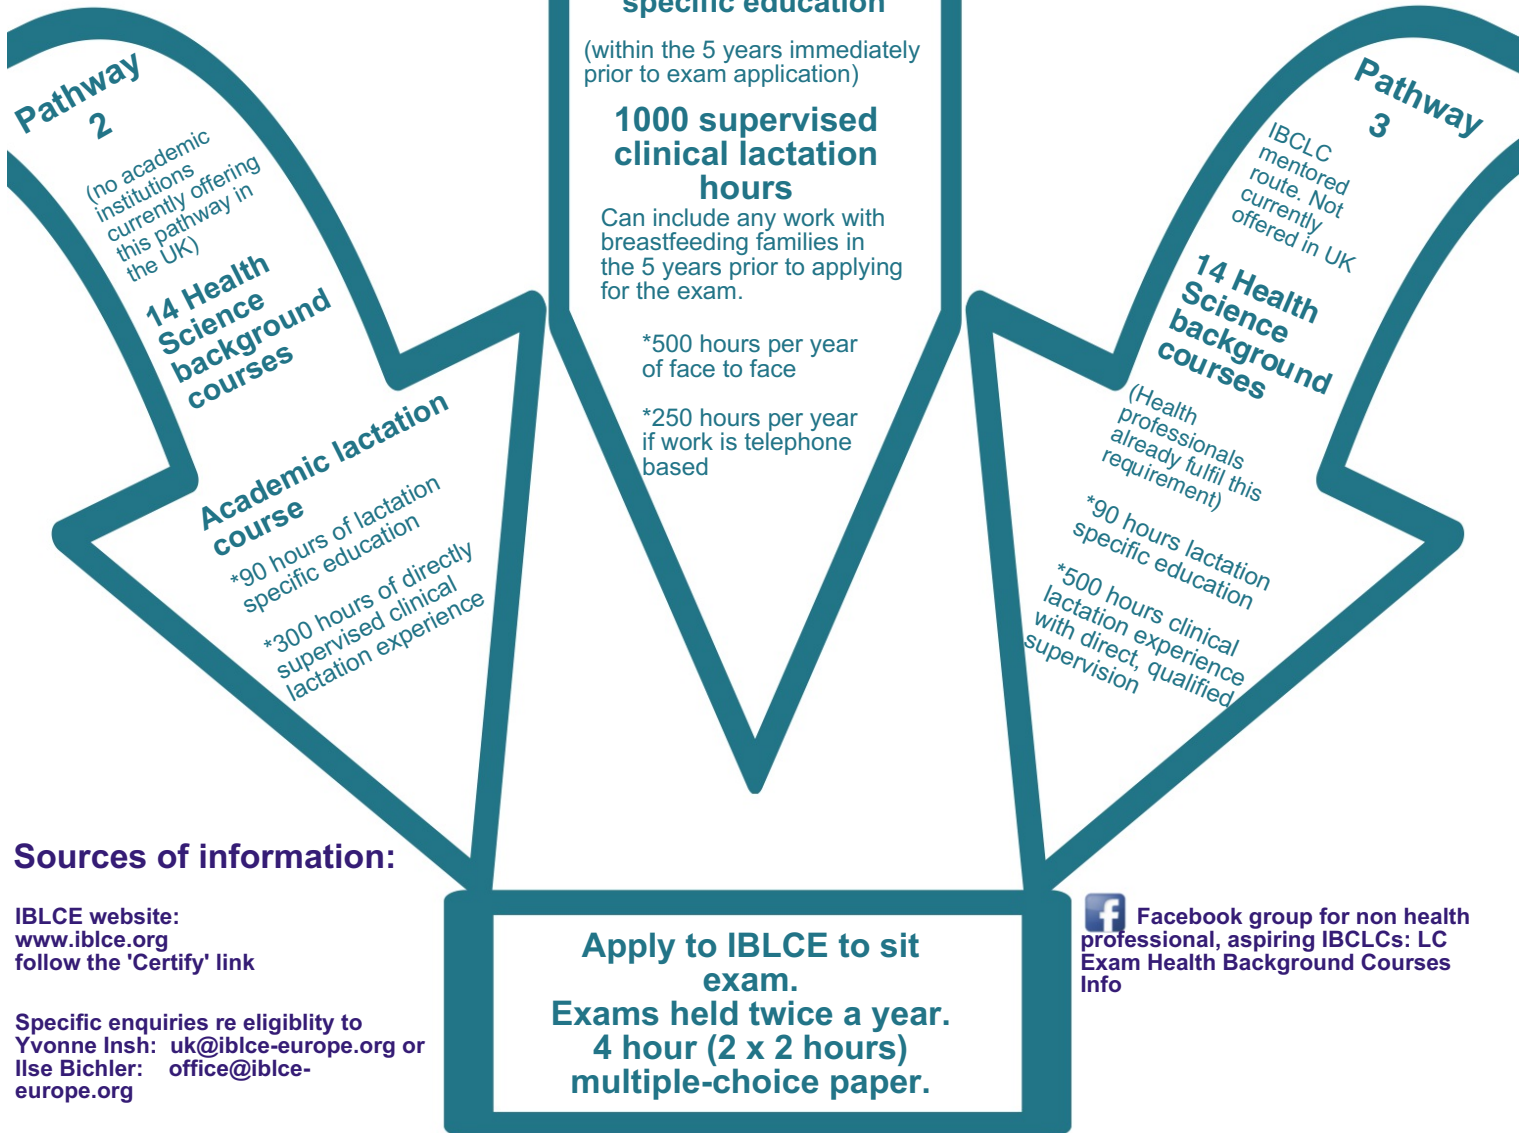 Pathway
2
(no academic
institutions
currently offering
this pathway in
the UK)
14 Health
Science
background
courses
Academic lactation
course
*90 hours of lactation
specific education
*300 hours of directly
supervised clinical
lactation experience
specific education
(within the 5 years immediately
prior to exam application)
1000 supervised
clinical lactation
hours
Can include any work with
breastfeeding families in
the 5 years prior to applying
for the exam.
*500 hours per year
of face to face
*250 hours per year
if work is telephone
based
Pathway
3
IBCLC
mentored
route. Not
currently
offered in UK
14 Health
Science
background
courses
(Health
professionals
already fulfil this
requirement)
*90 hours lactation
specific education
*500 hours clinical
lactation experience
with direct, qualified
supervision
Sources of information:
IBLCE website:
www.iblce.org
follow the 'Certify' link
Specific enquiries re eligiblity to
Yvonne Insh: uk@iblce-europe.org or
Ilse Bichler: office@iblce-
europe.org
Apply to IBLCE to sit
exam.
Exams held twice a year.
4 hour (2 x 2 hours)
multiple-choice paper.
Facebook group for non health
professional, aspiring IBCLCs: LC
Exam Health Background Courses
Info